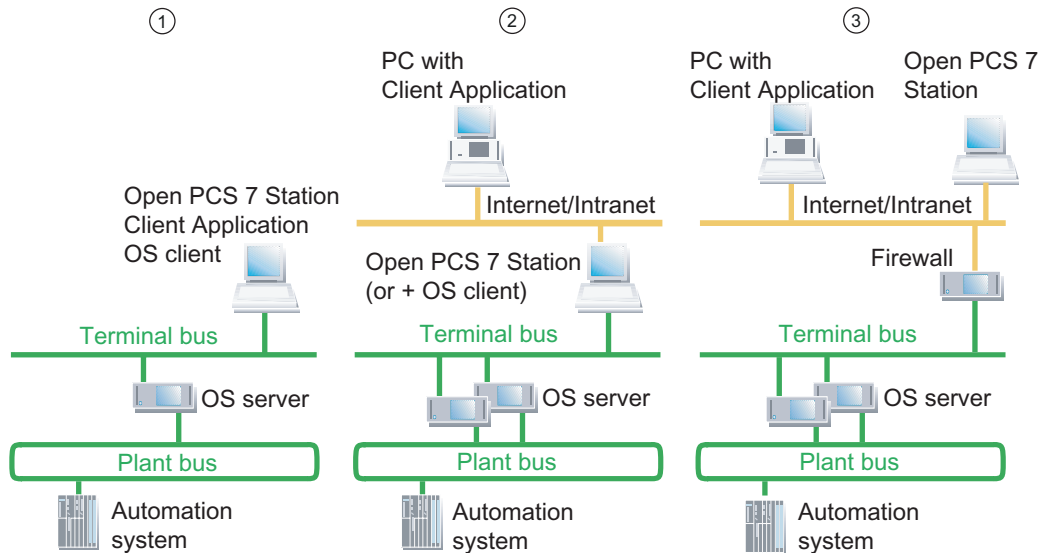 ①
②
③
PC with
Client Application
PC with
Client Application
Open PCS 7
Station
Open PCS 7 Station
Client Application
OS client
Internet/Intranet
Internet/Intranet
Open PCS 7 Station
(or + OS client)
Firewall
Terminal bus
Terminal bus
Terminal bus
OS server
OS server
OS server
Plant bus
Plant bus
Plant bus
Automation
system
Automation
system
Automation
system